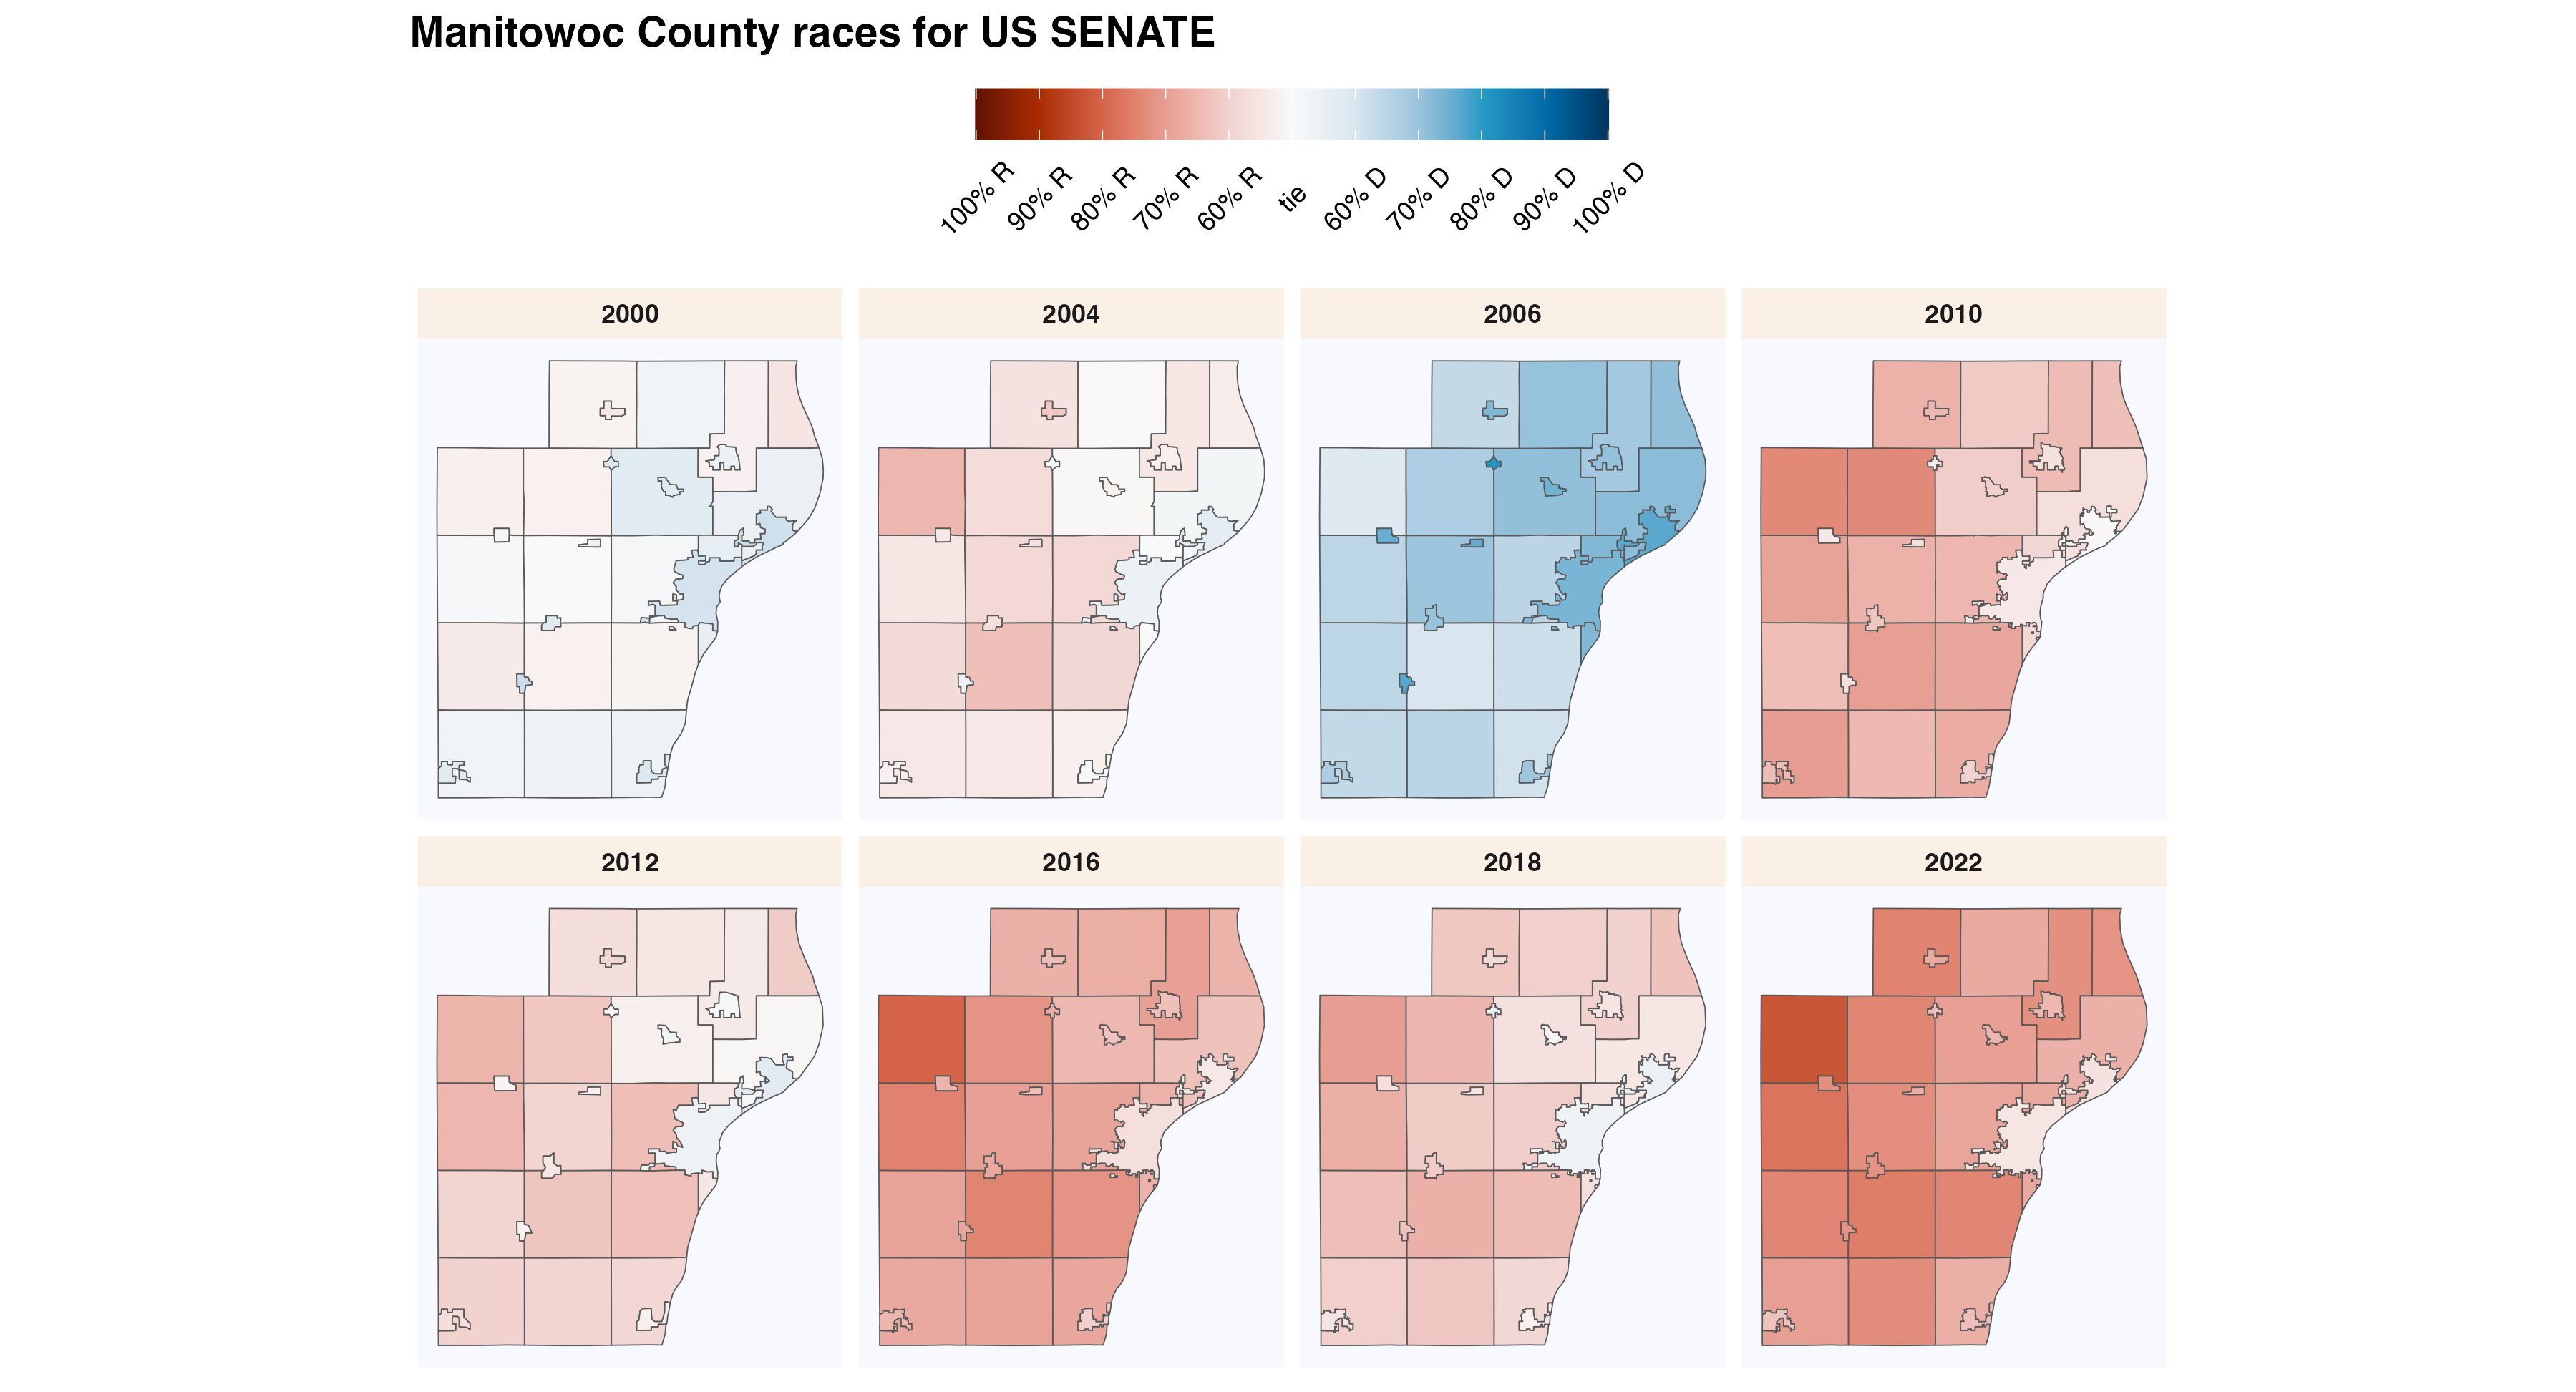 Manitowoc County races for US SENATE
100% R
90% R
80% R
70% R
60% R
tie
60% D
70% D
80% D
90% D
100% D
2000
2004
2006
2010
2012
2016
2018
2022